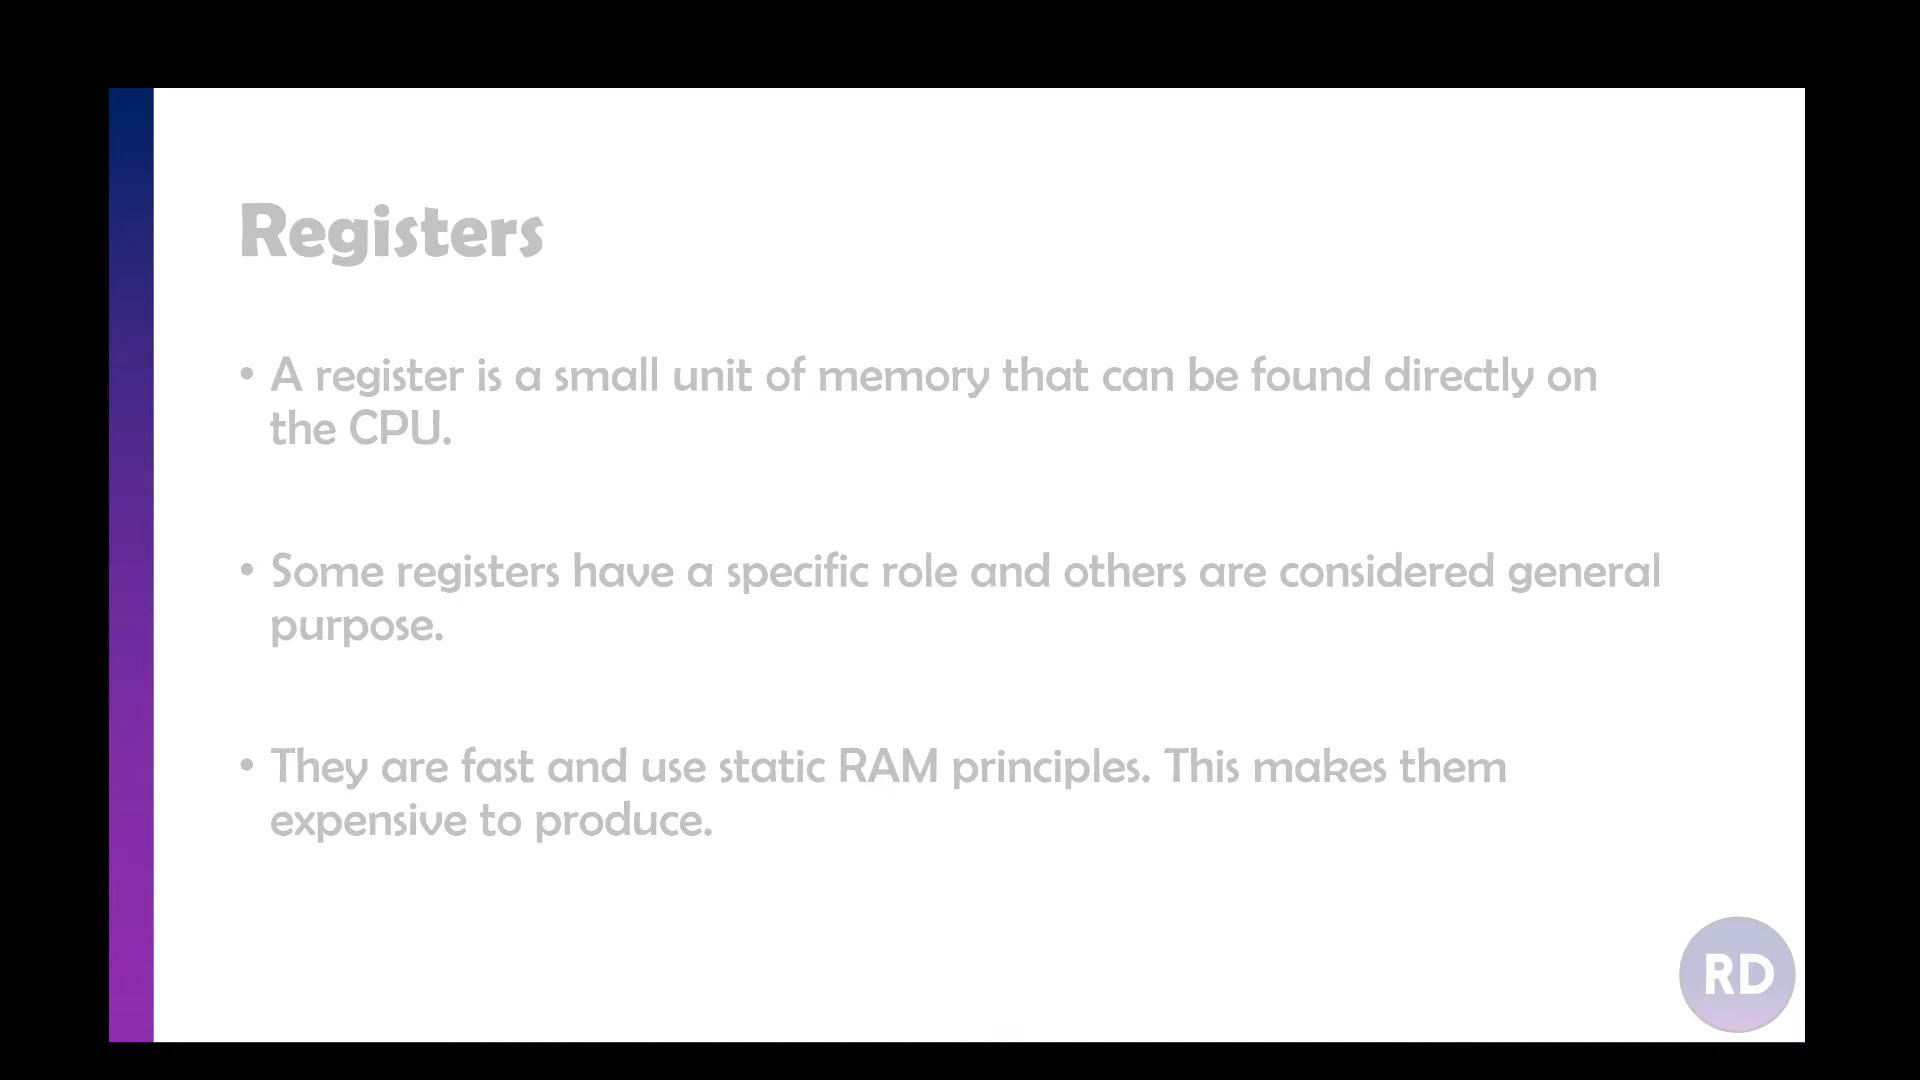 Registers
• A register is a small unit of memory that can be found directly on
the CPU.
• Some registers have a specific role and others are considered general
purpose.
• They are fast and use static RAM principles. This makes them
expensive to produce.
RD